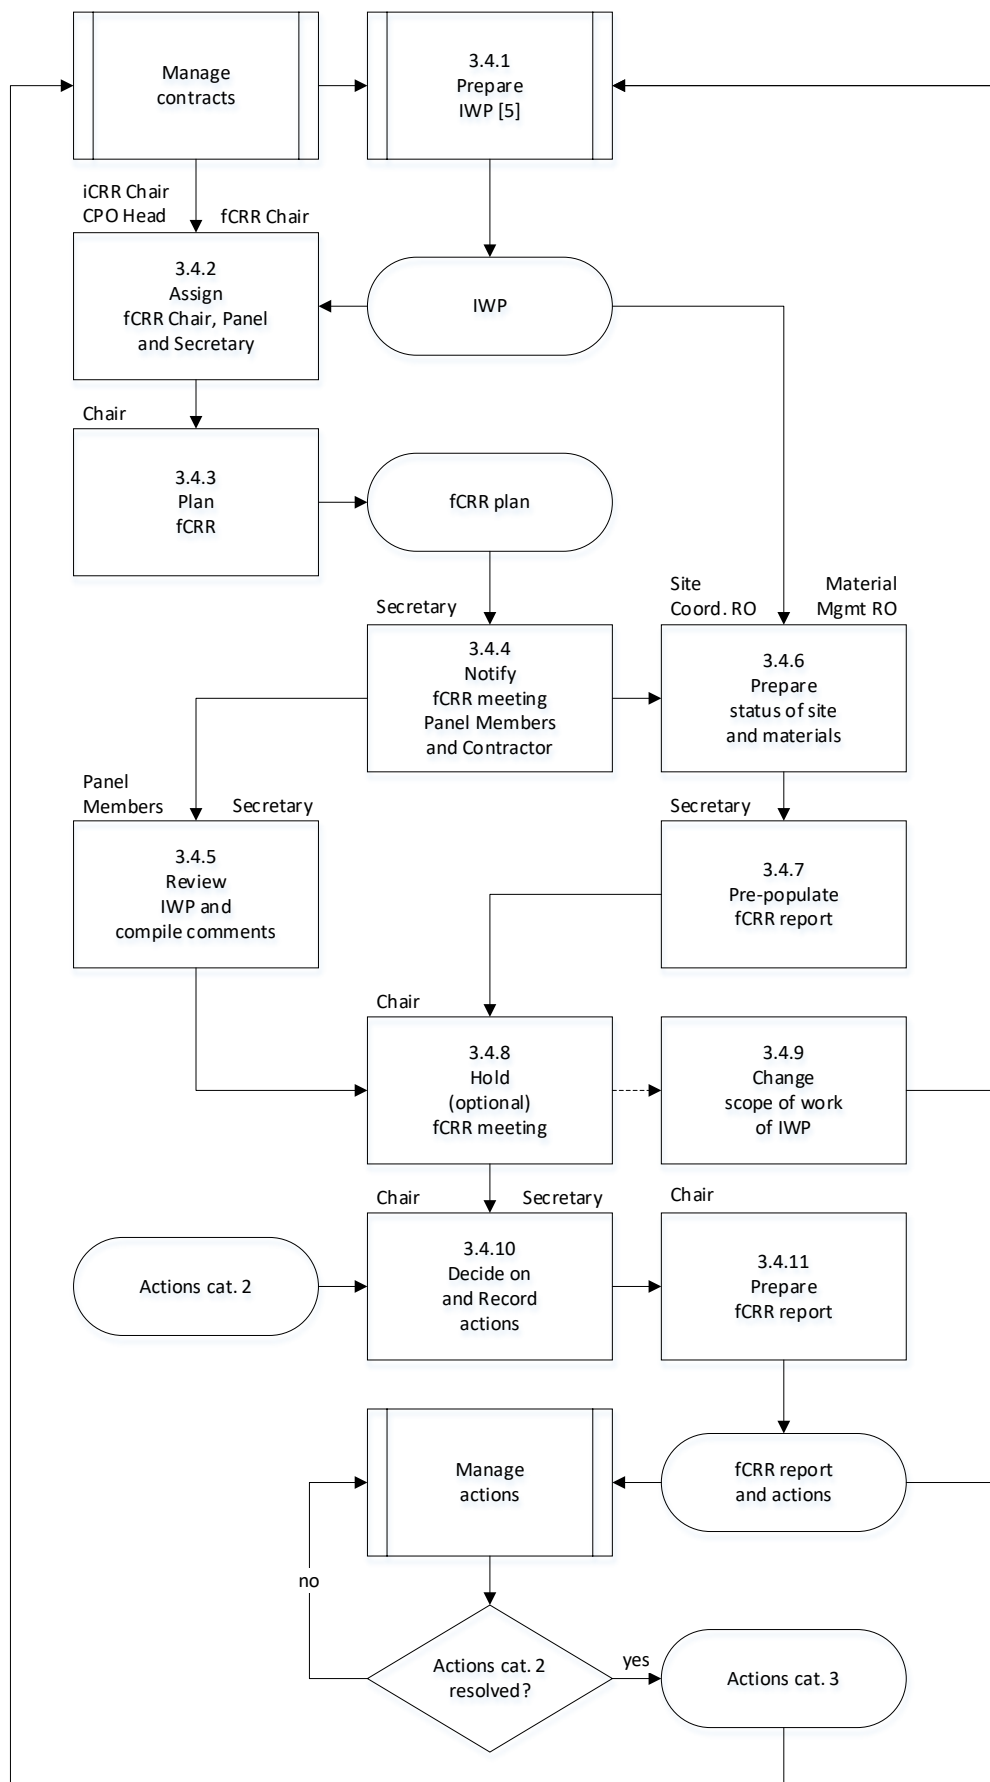 Manage
contracts
3.4.1
Prepare
IWP [5]
iCRR Chair
CPO Head
fCRR Chair
3.4.2
Assign
fCRR Chair, Panel
and Secretary
IWP
Chair
3.4.3
Plan
fCRR
fCRR plan
Secretary
Site
Coord. RO
Material
Mgmt RO
3.4.4
Notify
fCRR meeting
Panel Members
and Contractor
3.4.6
Prepare
status of site
and materials
Panel
Members
Secretary
Secretary
3.4.5
Review
IWP and
compile comments
3.4.7
Pre-populate
fCRR report
Chair
3.4.8
Hold
(optional)
fCRR meeting
3.4.9
Change
scope of work
of IWP
Chair
Secretary
Chair
Actions cat. 2
3.4.10
Decide on
and Record
actions
3.4.11
Prepare
fCRR report
Manage
actions
fCRR report
and actions
no
Actions cat. 2
resolved?
yes
Actions cat. 3